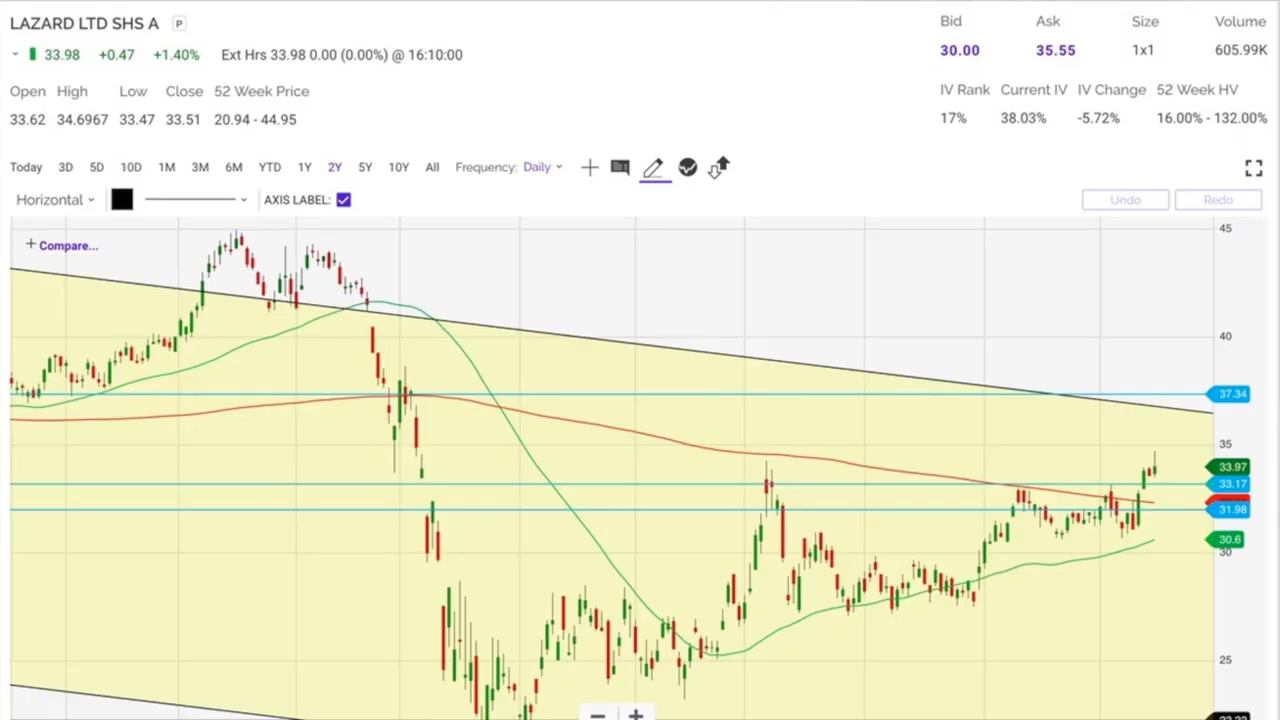 LAZARD LTD SHS A P
33.98 +0.47 +1.40% Ext Hrs 33.98 0.00 (0.00%) @ 16:10:00
Open High Low Close 52 Week Price
33.62 34.6967 33.47 33.51 20.94 - 44.95
Bid Ask Size Volume
30.00 35.55 1x1 605.99K
IV Rank Current IV IV Change 52 Week HV
17% 38.03% -5.72% 16.00% - 132.00%
Today 3D 5D 10D 1M 3M 6M YTD 1Y 2Y 5Y 10Y All Frequency: Daily
Horizontal AXIS LABEL: Undo Redo
+ Compare...
45
40
37.34
35
33.97
33.17
31.98
30.6
30
25